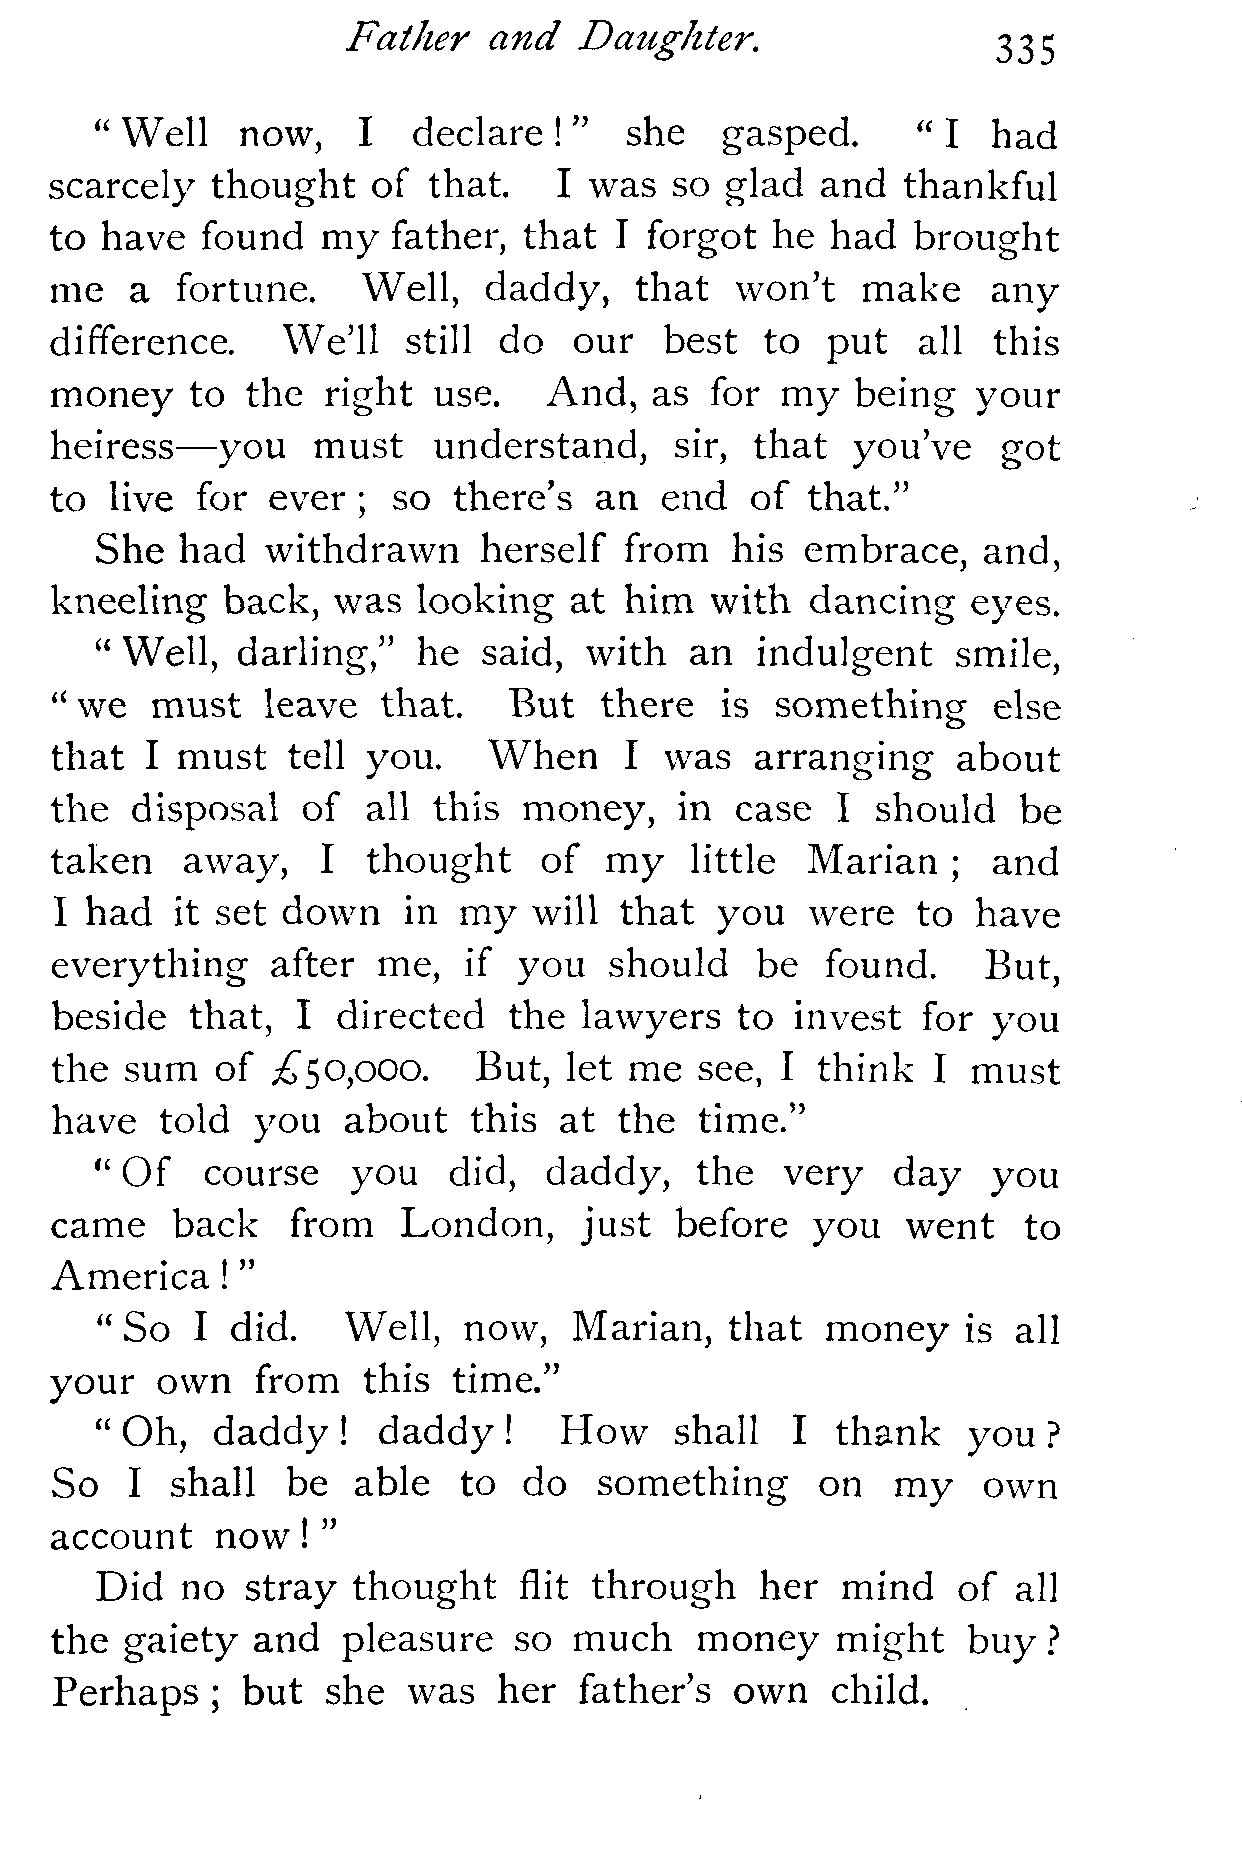 Father and Daughter. 335
“ Well now, I declare ! ” she gasped. “ I had
scarcely thought of that. I was so glad and thankful
to have found my father, that I forgot he had brought
me a fortune. Well, daddy, that won’t make any
difference. We’ll still do our best to put all this
money to the right use. And, as for my being your
heiress—you must understand, sir, that you’ve got
to live for ever ; so there’s an end of that.”
She had withdrawn herself from his embrace, and,
kneeling back, was looking at him with dancing eyes.
“ Well, darling,” he said, with an indulgent smile,
“ we must leave that. But there is something else
that I must tell you. When I was arranging about
the disposal of all this money, in case I should be
taken away, I thought of my little Marian ; and
I had it set down in my will that you were to have
everything after me, if you should be found. But,
beside that, I directed the lawyers to invest for you
the sum of £50,000. But, let me see, I think I must
have told you about this at the time.”
“ Of course you did, daddy, the very day you
came back from London, just before you went to
America ! ”
“ So I did. Well, now, Marian, that money is all
your own from this time.”
“ Oh, daddy ! daddy ! How shall I thank you ?
So I shall be able to do something on my own
account now ! ”
Did no stray thought flit through her mind of all
the gaiety and pleasure so much money might buy ?
Perhaps ; but she was her father’s own child.